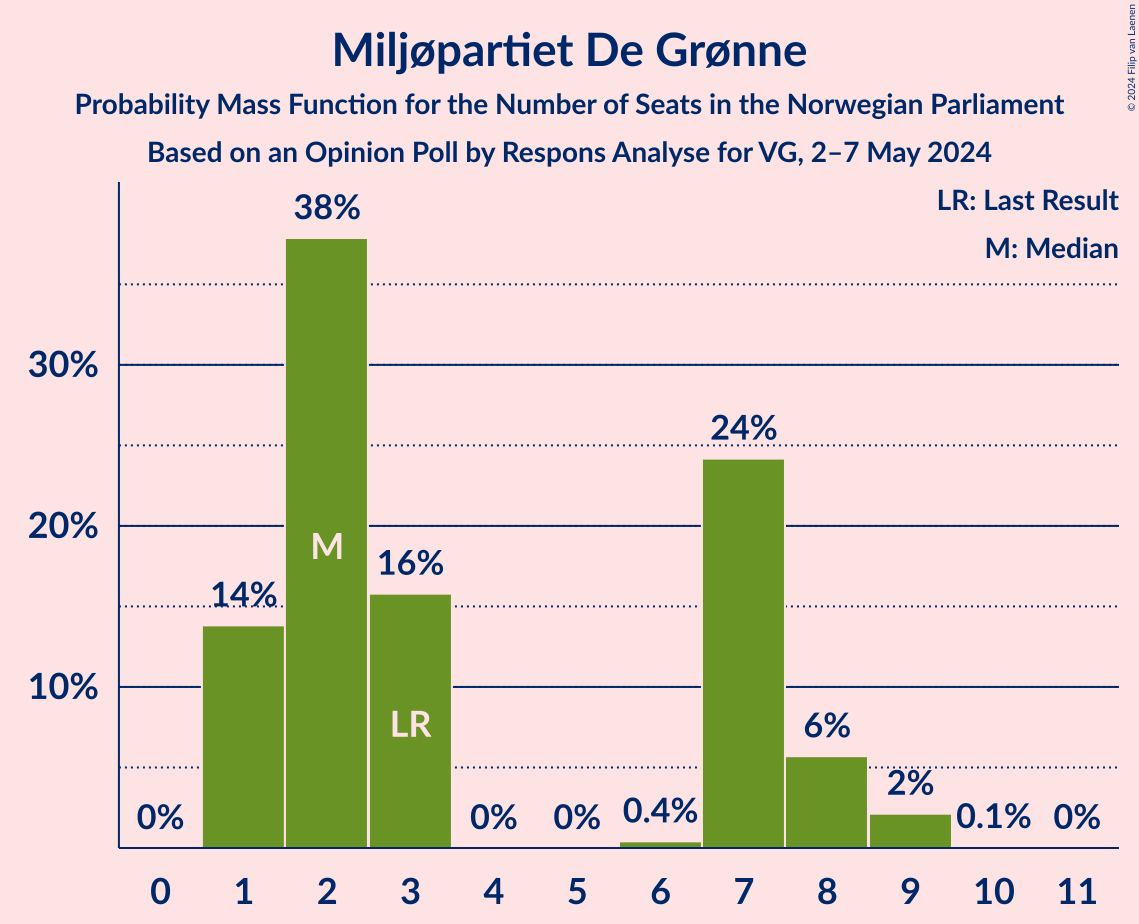 Miljøpartiet De Grønne
Probability Mass Function for the Number of Seats in the Norwegian Parliament
Based on an Opinion Poll by Respons Analyse for VG, 2–7 May 2024
© 2024 Filip van Laenen
LR: Last Result
M: Median
38%
30%
24%
20%
M
16%
14%
10%
LR
6%
2%
0%
0%
0%
0.4%
0.1%
0%
0 1 2 3 4 5 6 7 8 9 10 11